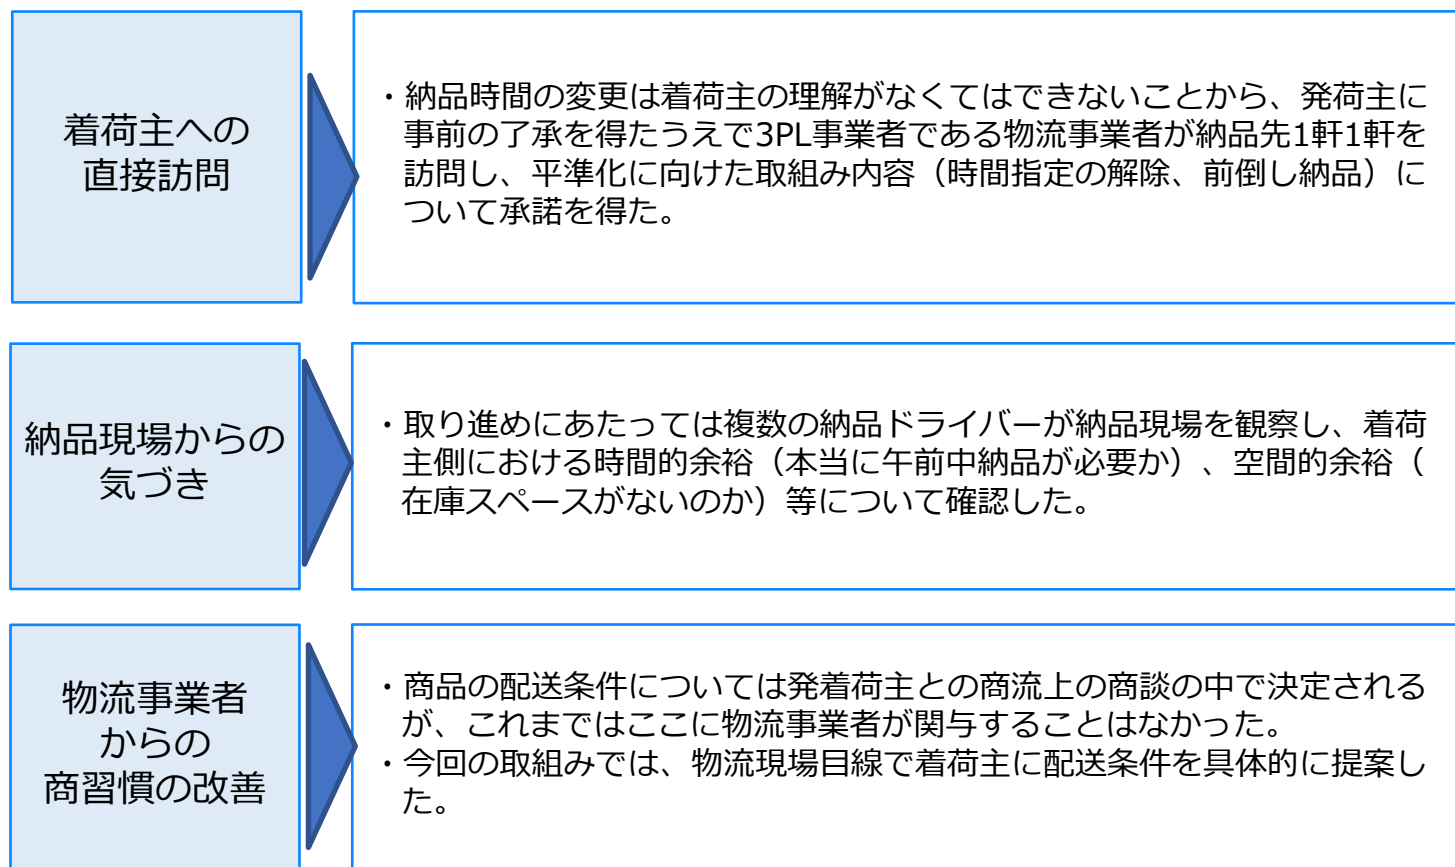 着荷主への
直接訪問
・納品時間の変更は着荷主の理解がなくてはできないことから、発荷主に
事前の了承を得たうえで3PL事業者である物流事業者が納品先1軒1軒を
訪問し、平準化に向けた取組み内容（時間指定の解除、前倒し納品）に
ついて承諾を得た。
納品現場からの
気づき
・取り進めにあたっては複数の納品ドライバーが納品現場を観察し、着荷
主側における時間的余裕（本当に午前中納品が必要か）、空間的余裕（
在庫スペースがないのか）等について確認した。
物流事業者
からの
商習慣の改善
・商品の配送条件については発着荷主との商流上の商談の中で決定される
が、これまではここに物流事業者が関与することはなかった。
・今回の取組みでは、物流現場目線で着荷主に配送条件を具体的に提案し
た。